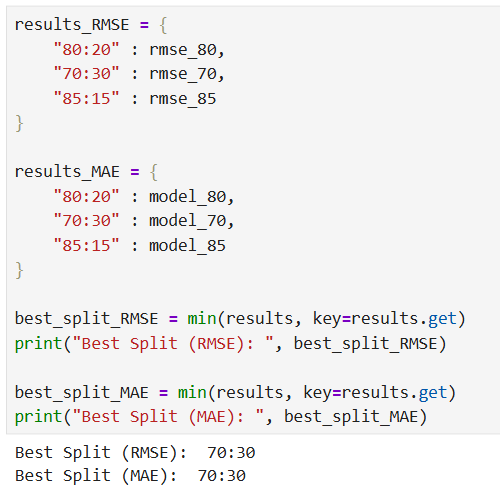 results_RMSE = {
    "80:20" : rmse_80,
    "70:30" : rmse_70,
    "85:15" : rmse_85
}
results_MAE = {
    "80:20" : model_80,
    "70:30" : model_70,
    "85:15" : model_85
}
best_split_RMSE = min(results, key=results.get)
print("Best Split (RMSE): ", best_split_RMSE)
best_split_MAE = min(results, key=results.get)
print("Best Split (MAE): ", best_split_MAE)
Best Split (RMSE):  70:30
Best Split (MAE):  70:30